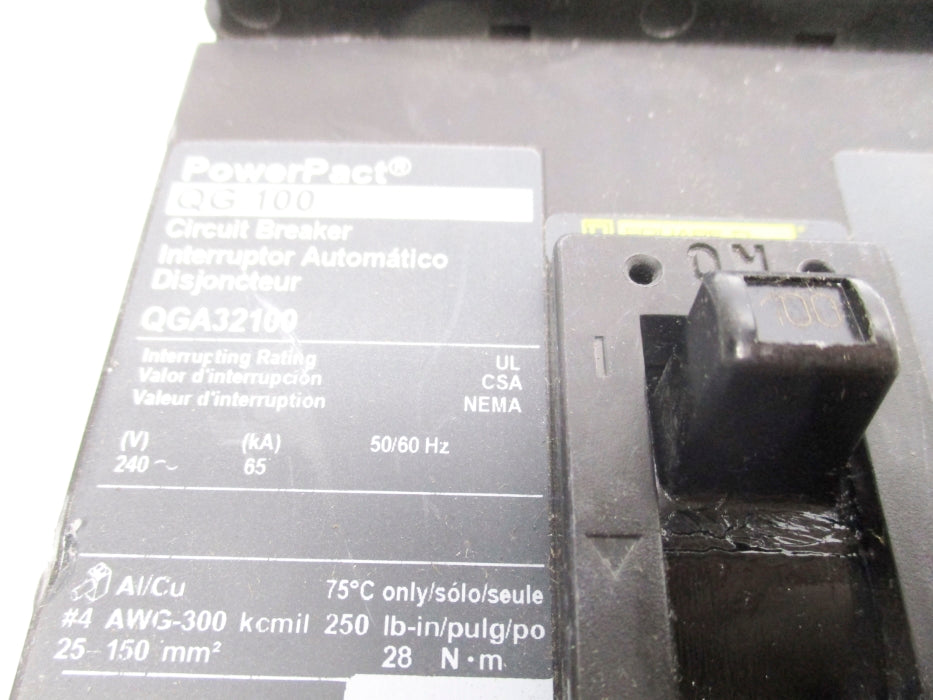 PowerPact®
QG 100
Circuit Breaker
Interruptor Automático
Disjoncteur
QGA32100
Interrupting Rating UL
Valor d'interrupción CSA
Valeur d'interruption NEMA
(V) (kA) 50/60 Hz
240 ~ 65
Al/Cu 75°C only/sólo/seule
#4 AWG-300 kcmil 250 lb-in/pulg/po
25-150 mm² 28 N·m
ON
100
I